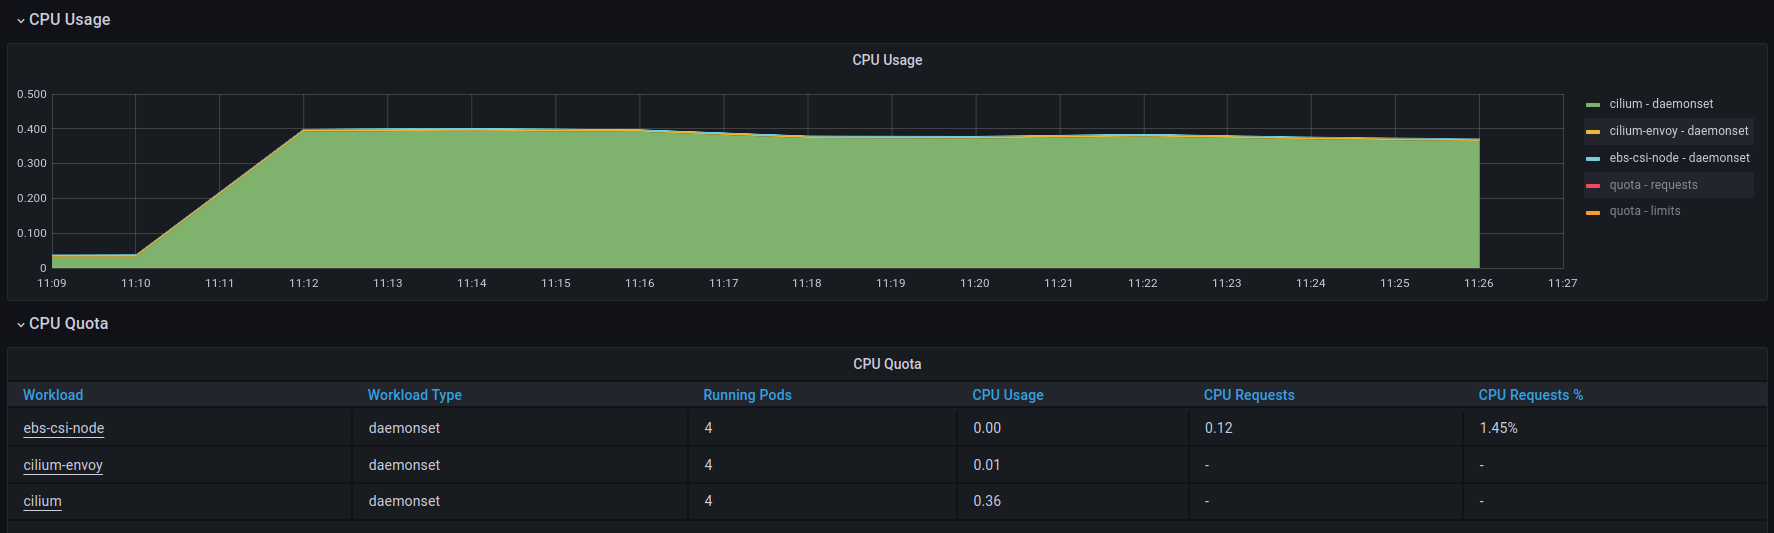 CPU Usage
CPU Usage
0.500
0.400
0.300
0.200
0.100
0
11:09 11:10 11:11 11:12 11:13 11:14 11:15 11:16 11:17 11:18 11:19 11:20 11:21 11:22 11:23 11:24 11:25 11:26 11:27
cilium - daemonset
cilium-envoy - daemonset
ebs-csi-node - daemonset
quota - requests
quota - limits
CPU Quota
CPU Quota
Workload Workload Type Running Pods CPU Usage CPU Requests CPU Requests %
ebs-csi-node daemonset 4 0.00 0.12 1.45%
cilium-envoy daemonset 4 0.01 - -
cilium daemonset 4 0.36 - -